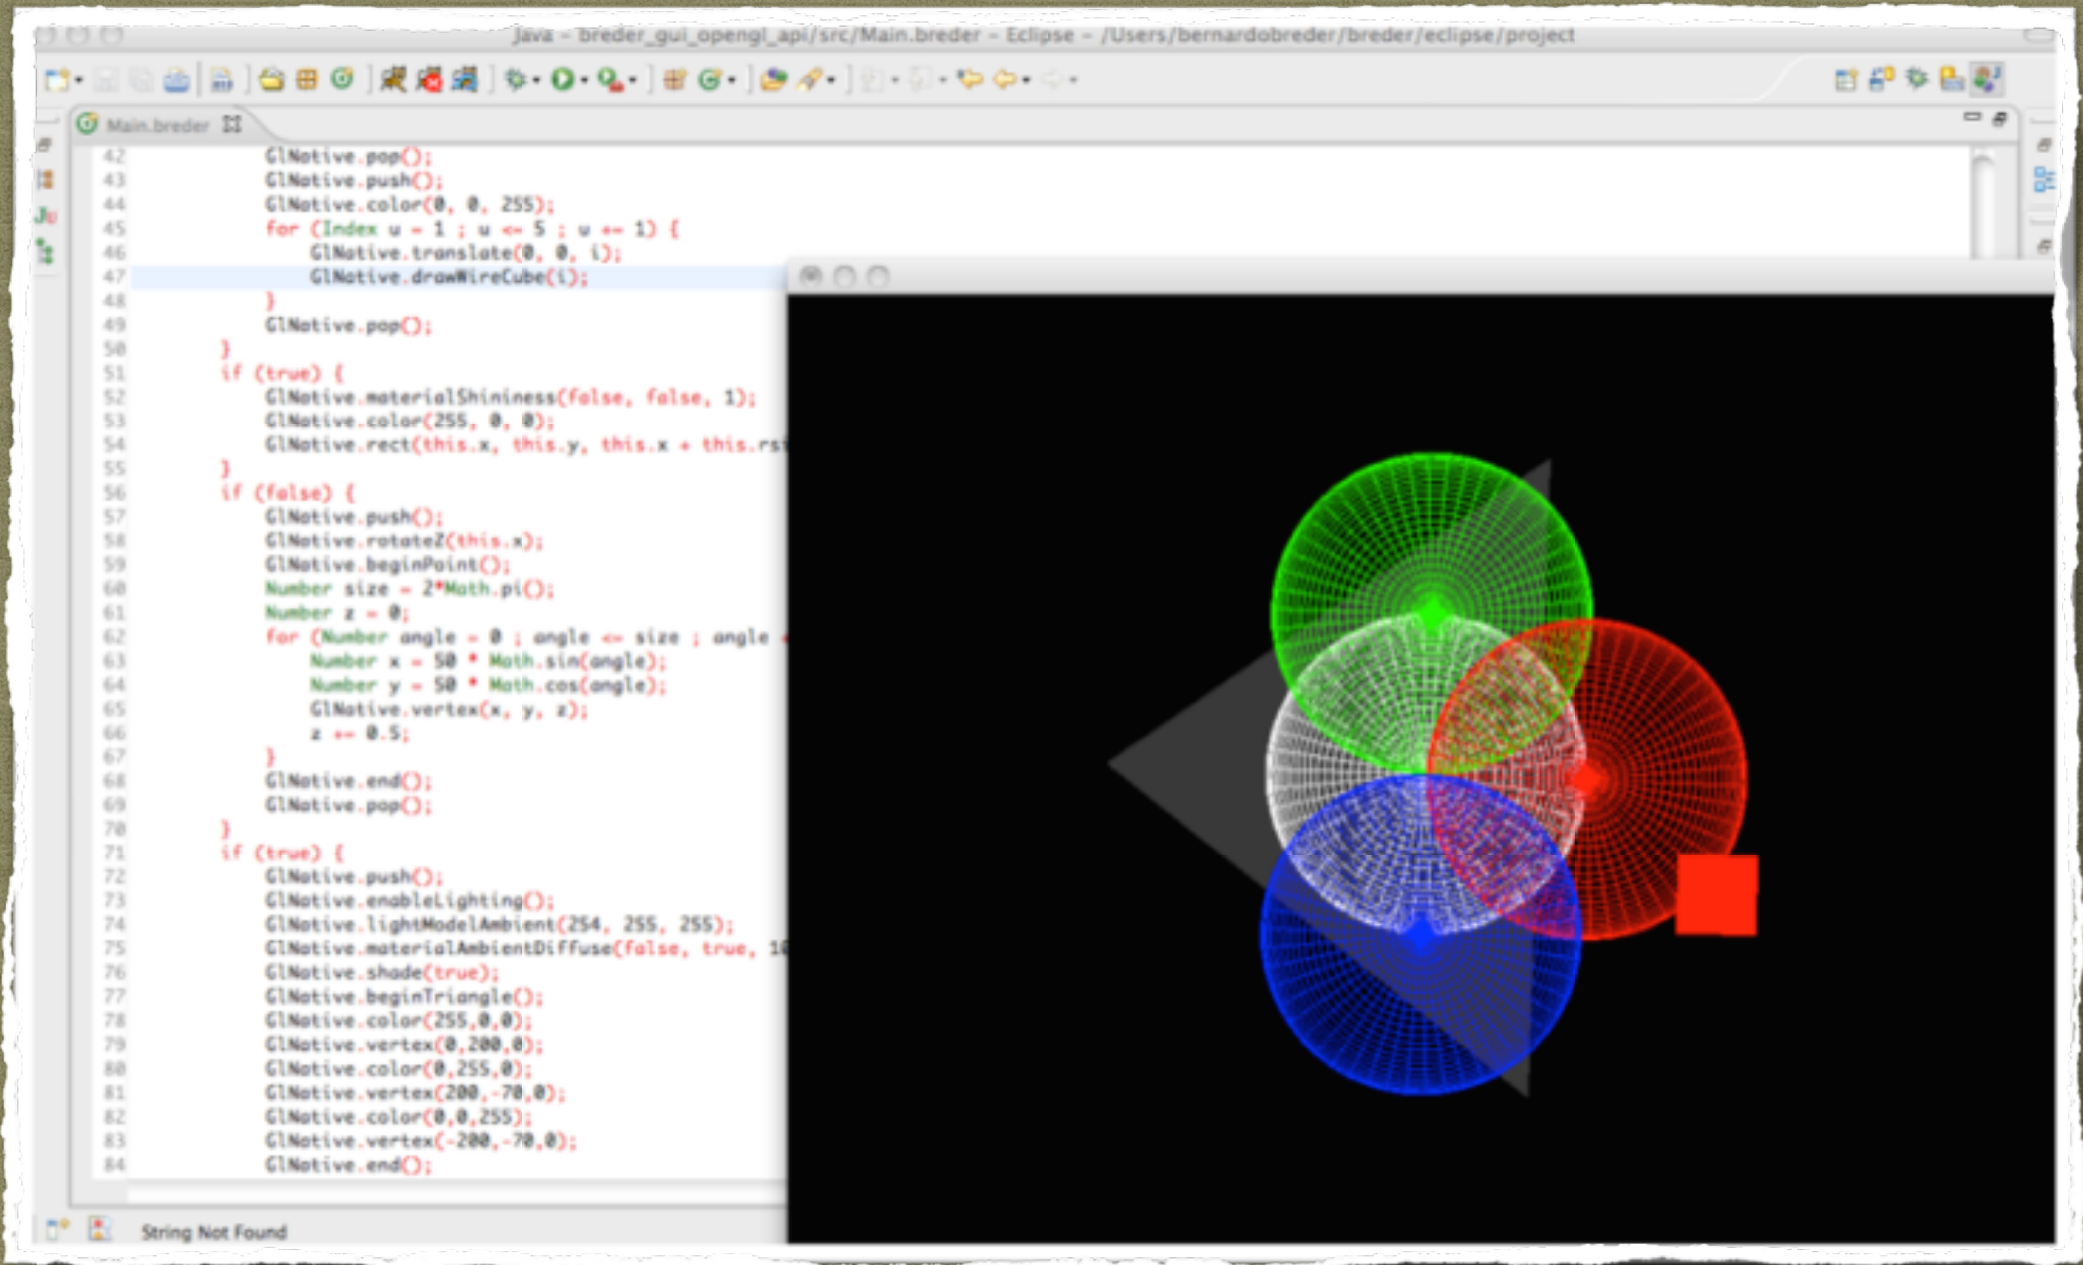 Java – breder_gui_opengl_api/src/Main.breder – Eclipse – /Users/bernardobreder/breder/eclipse/project
Main.breder
42 GlNative.pop();
43 GlNative.push();
44 GlNative.color(0, 0, 255);
45 for (Index u = 1 ; u <= 5 ; u += 1) {
46 GlNative.translate(0, 0, i);
47 GlNative.drawWireCube(i);
48 }
49 GlNative.pop();
50 }
51 if (true) {
52 GlNative.materialShininess(false, false, 1);
53 GlNative.color(255, 0, 0);
54 GlNative.rect(this.x, this.y, this.x + this.rsi
55 }
56 if (false) {
57 GlNative.push();
58 GlNative.rotateZ(this.x);
59 GlNative.beginPoint();
60 Number size = 2*Math.pi();
61 Number z = 0;
62 for (Number angle = 0 ; angle <= size ; angle +
63 Number x = 50 * Math.sin(angle);
64 Number y = 50 * Math.cos(angle);
65 GlNative.vertex(x, y, z);
66 z += 0.5;
67 }
68 GlNative.end();
69 GlNative.pop();
70 }
71 if (true) {
72 GlNative.push();
73 GlNative.enableLighting();
74 GlNative.lightModelAmbient(254, 255, 255);
75 GlNative.materialAmbientDiffuse(false, true, 10
76 GlNative.shade(true);
77 GlNative.beginTriangle();
78 GlNative.color(255,0,0);
79 GlNative.vertex(0,200,0);
80 GlNative.color(0,255,0);
81 GlNative.vertex(200,-70,0);
82 GlNative.color(0,0,255);
83 GlNative.vertex(-200,-70,0);
84 GlNative.end();
String Not Found